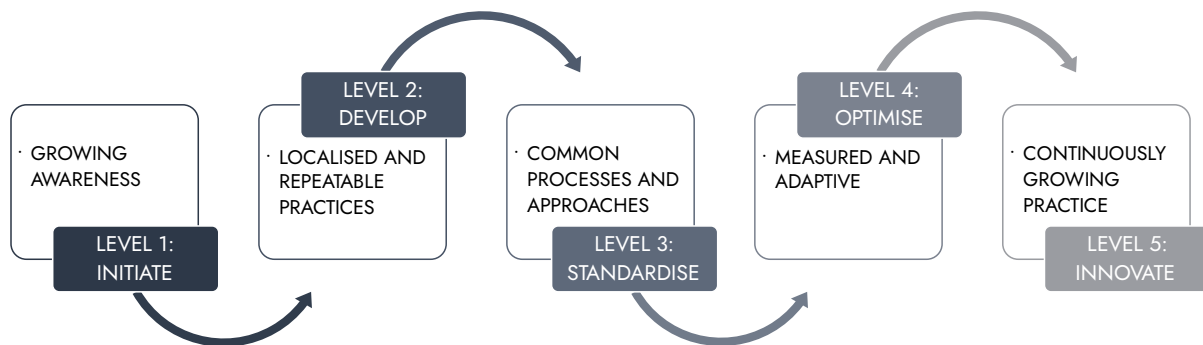 · GROWING
AWARENESS
LEVEL 1:
INITIATE
LEVEL 2:
DEVELOP
· LOCALISED AND
REPEATABLE
PRACTICES
· COMMON
PROCESSES AND
APPROACHES
LEVEL 3:
STANDARDISE
LEVEL 4:
OPTIMISE
· MEASURED AND
ADAPTIVE
· CONTINUOUSLY
GROWING
PRACTICE
LEVEL 5:
INNOVATE